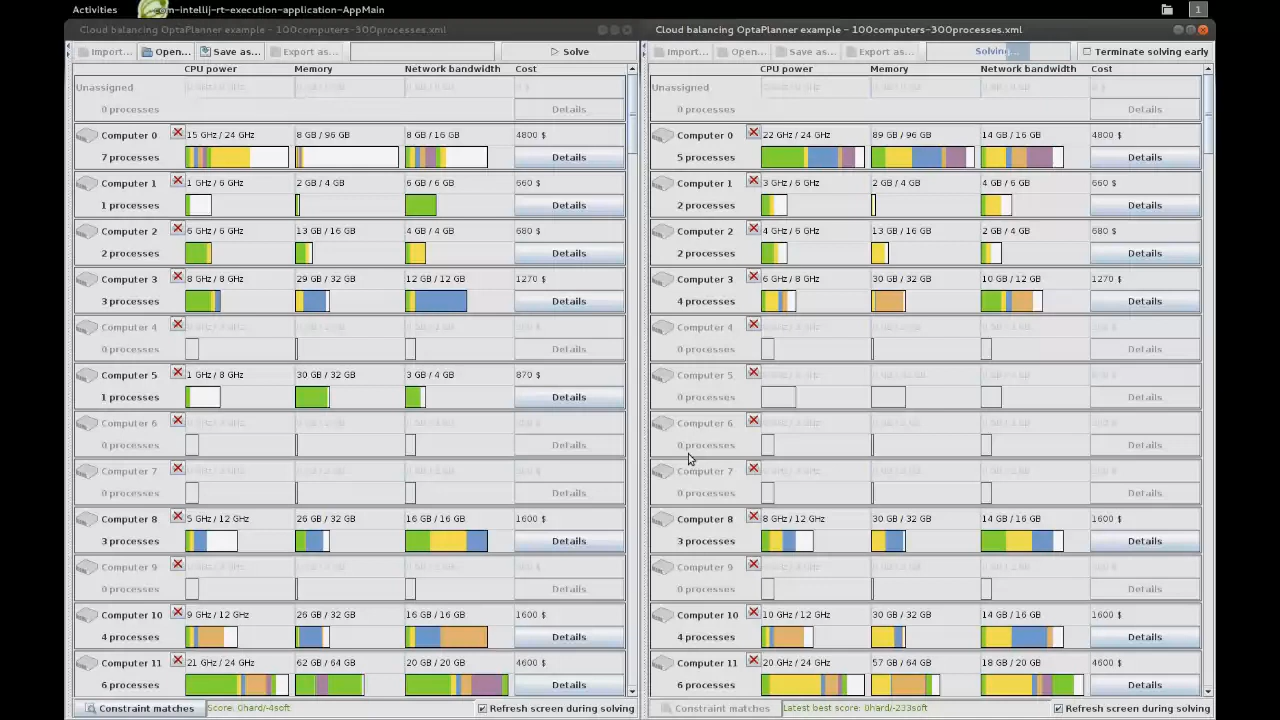 Activities com-intellij-rt-execution-application-AppMain 1
Cloud balancing OptaPlanner example - 100computers-300processes.xml
Import... Open... Save as... Export as... Solve
CPU power Memory Network bandwidth Cost
Unassigned
0 processes Details
Computer 0 15 GHz / 24 GHz 8 GB / 96 GB 8 GB / 16 GB 4800 $
7 processes Details
Computer 1 1 GHz / 6 GHz 2 GB / 4 GB 6 GB / 6 GB 660 $
1 processes Details
Computer 2 6 GHz / 6 GHz 13 GB / 16 GB 4 GB / 4 GB 680 $
2 processes Details
Computer 3 8 GHz / 8 GHz 29 GB / 32 GB 12 GB / 12 GB 1270 $
3 processes Details
Computer 4
0 processes Details
Computer 5 1 GHz / 8 GHz 30 GB / 32 GB 3 GB / 4 GB 870 $
1 processes Details
Computer 6
0 processes Details
Computer 7
0 processes Details
Computer 8 5 GHz / 12 GHz 26 GB / 32 GB 16 GB / 16 GB 1600 $
3 processes Details
Computer 9
0 processes Details
Computer 10 9 GHz / 12 GHz 26 GB / 32 GB 16 GB / 16 GB 1600 $
4 processes Details
Computer 11 21 GHz / 24 GHz 62 GB / 64 GB 20 GB / 20 GB 4600 $
6 processes Details
Constraint matches Score: 0hard/-4soft Refresh screen during solving
Cloud balancing OptaPlanner example - 100computers-300processes.xml
Import... Open... Save as... Export as... Solving... Terminate solving early
CPU power Memory Network bandwidth Cost
Unassigned
0 processes Details
Computer 0 22 GHz / 24 GHz 89 GB / 96 GB 14 GB / 16 GB 4800 $
5 processes Details
Computer 1 3 GHz / 6 GHz 2 GB / 4 GB 4 GB / 6 GB 660 $
2 processes Details
Computer 2 4 GHz / 6 GHz 13 GB / 16 GB 2 GB / 4 GB 680 $
2 processes Details
Computer 3 6 GHz / 8 GHz 30 GB / 32 GB 10 GB / 12 GB 1270 $
4 processes Details
Computer 4
0 processes Details
Computer 5
0 processes Details
Computer 6
0 processes Details
Computer 7
0 processes Details
Computer 8 8 GHz / 12 GHz 30 GB / 32 GB 14 GB / 16 GB 1600 $
3 processes Details
Computer 9
0 processes Details
Computer 10 10 GHz / 12 GHz 30 GB / 32 GB 14 GB / 16 GB 1600 $
4 processes Details
Computer 11 20 GHz / 24 GHz 57 GB / 64 GB 18 GB / 20 GB 4600 $
6 processes Details
Constraint matches Latest best score: 0hard/-233soft Refresh screen during solving